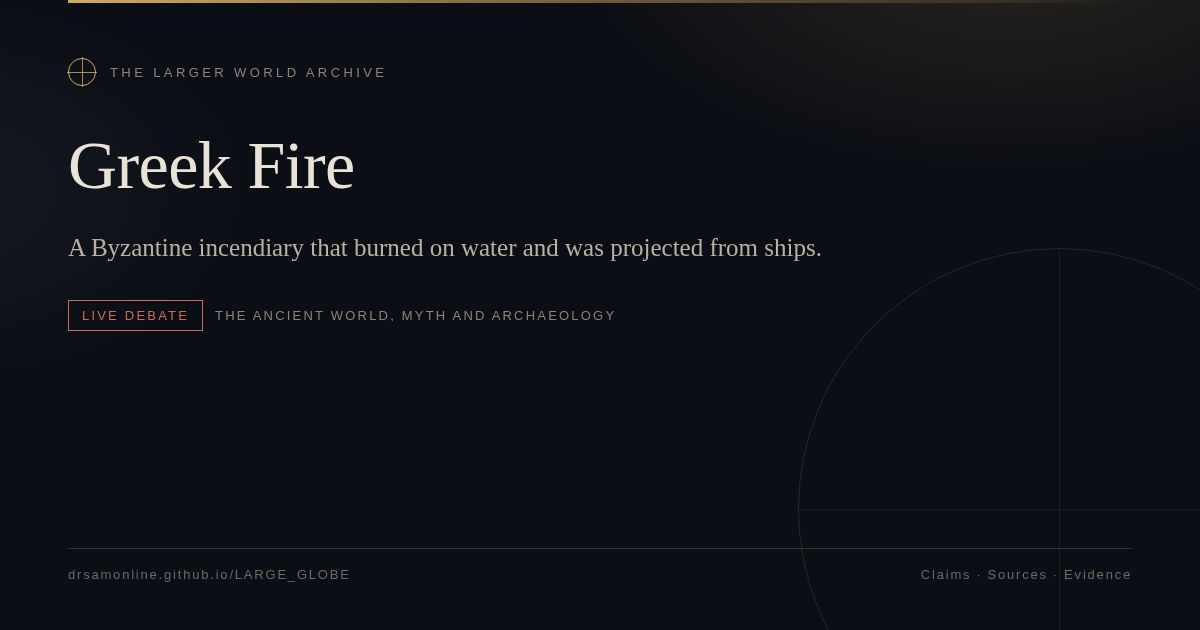 THE LARGER WORLD ARCHIVE
Greek Fire
A Byzantine incendiary that burned on water and was projected from ships.
LIVE DEBATE THE ANCIENT WORLD, MYTH AND ARCHAEOLOGY
drsamonline.github.io/LARGE_GLOBE Claims · Sources · Evidence